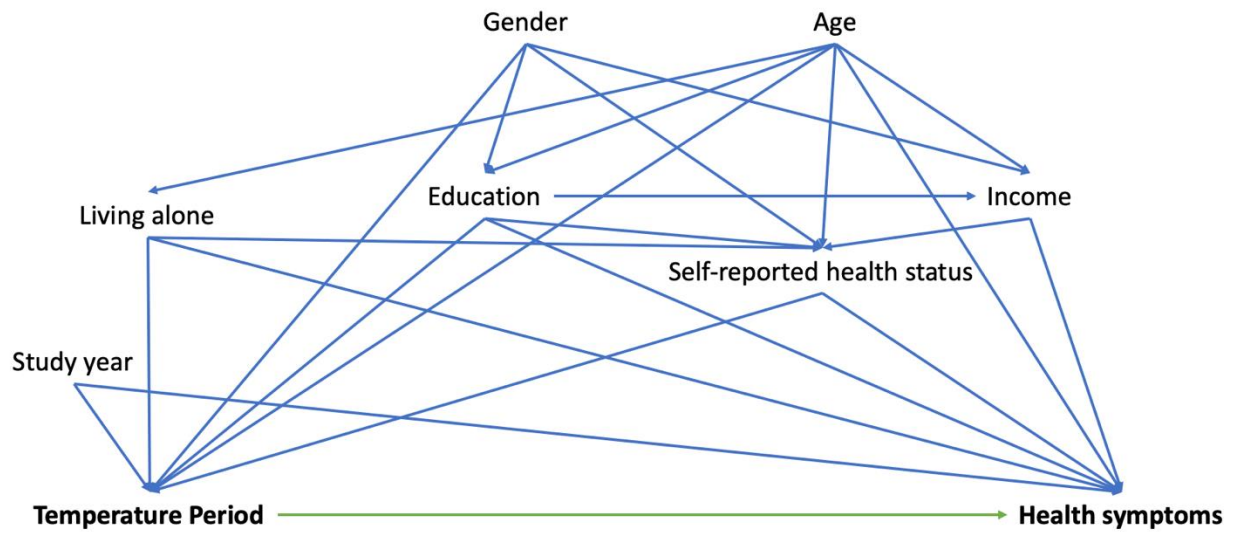 Gender
Age
Education
Income
Living alone
Self-reported health status
Study year
Temperature Period
Health symptoms